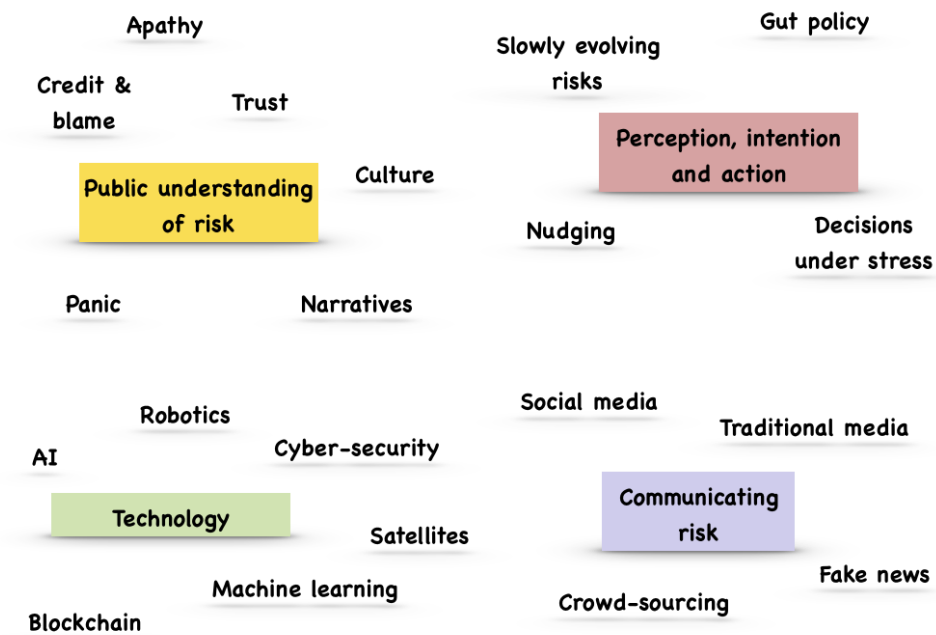 Apathy
Credit &
blame
Trust
Public understanding
of risk
Culture
Panic
Narratives
Gut policy
Slowly evolving
risks
Perception, intention
and action
Nudging
Decisions
under stress
Robotics
AI
Cyber-security
Technology
Satellites
Machine learning
Blockchain
Social media
Traditional media
Communicating
risk
Fake news
Crowd-sourcing